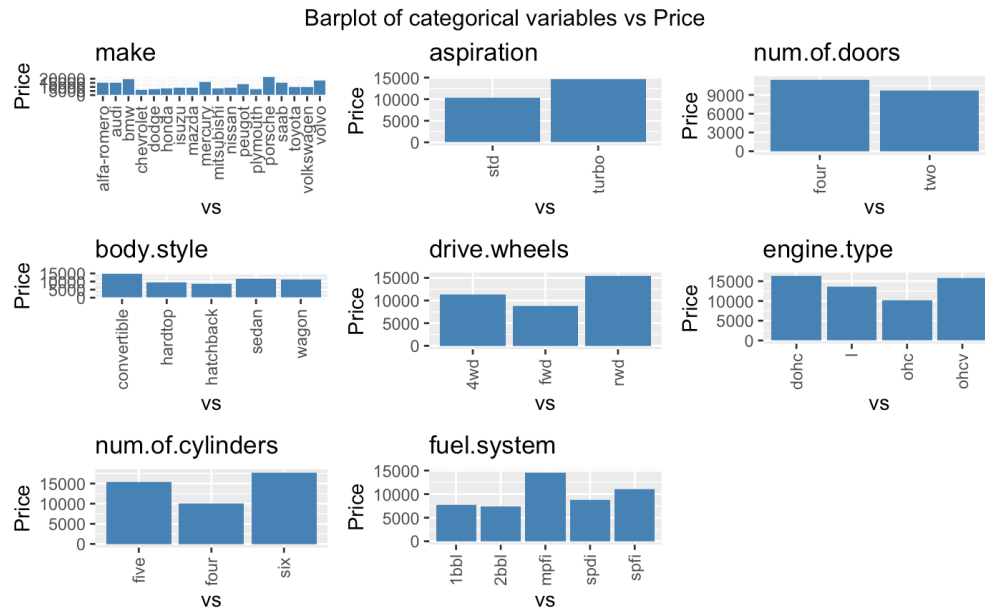 Barplot of categorical variables vs Price
make
Price
20000
15000
10000
5000
0
alfa-romero
audi
bmw
chevrolet
dodge
honda
isuzu
mazda
mercury
mitsubishi
nissan
peugot
plymouth
porsche
saab
toyota
volkswagen
volvo
vs
aspiration
Price
15000
10000
5000
0
std
turbo
vs
num.of.doors
Price
9000
6000
3000
0
four
two
vs
body.style
Price
15000
10000
5000
0
convertible
hardtop
hatchback
sedan
wagon
vs
drive.wheels
Price
15000
10000
5000
0
4wd
fwd
rwd
vs
engine.type
Price
15000
10000
5000
0
dohc
l
ohc
ohcv
vs
num.of.cylinders
Price
15000
10000
5000
0
five
four
six
vs
fuel.system
Price
15000
10000
5000
0
1bbl
2bbl
mpfi
spdi
spfi
vs